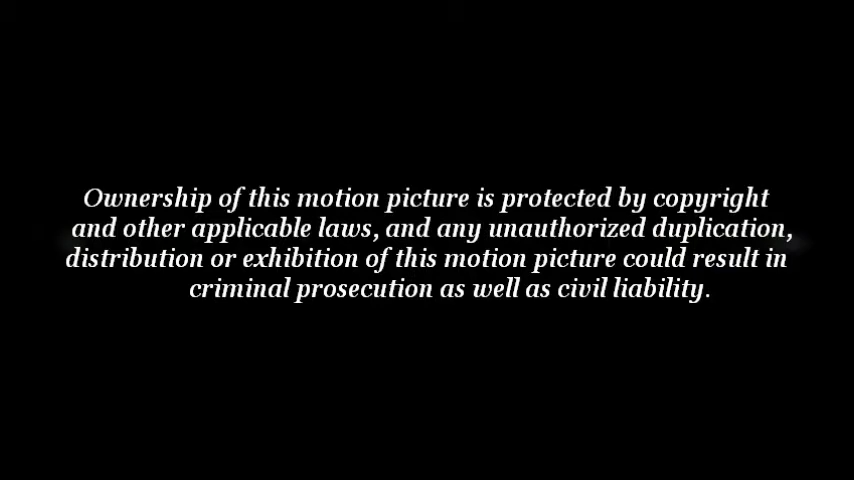 Ownership of this motion picture is protected by copyright
and other applicable laws, and any unauthorized duplication,
distribution or exhibition of this motion picture could result in
criminal prosecution as well as civil liability.